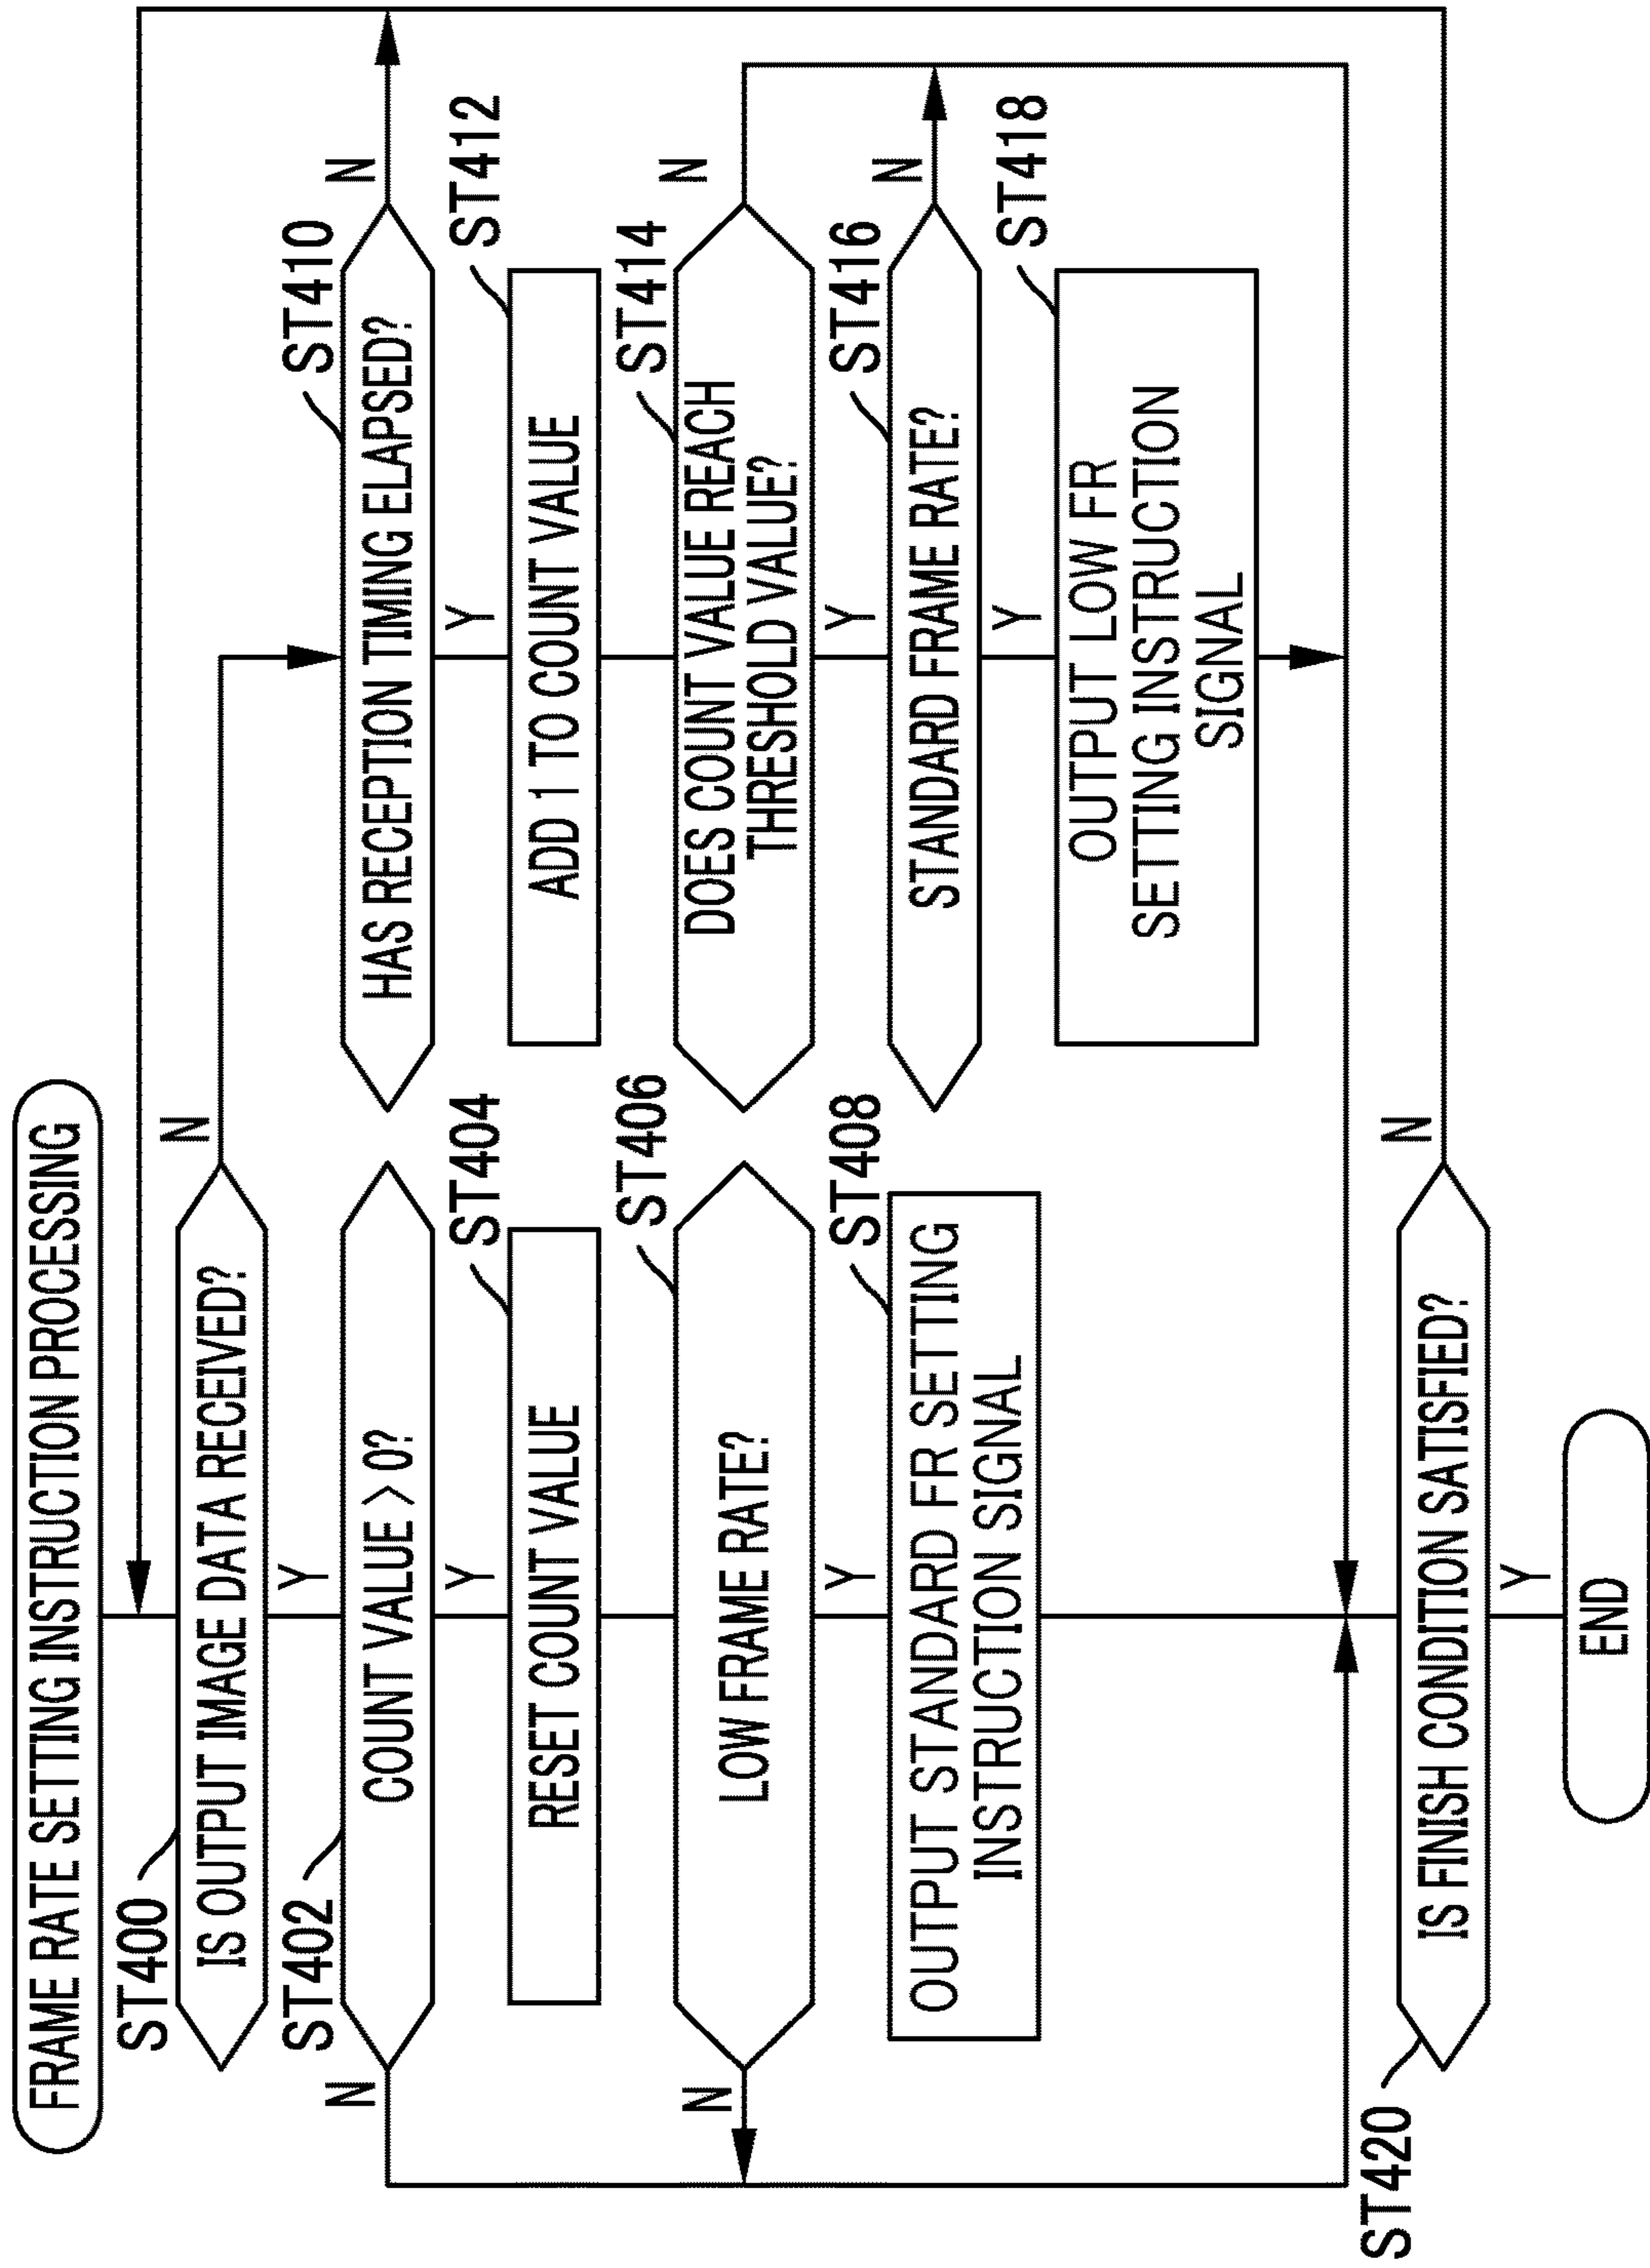 FRAME RATE SETTING INSTRUCTION PROCESSING
ST400
IS OUTPUT IMAGE DATA RECEIVED?
N
Y
ST402
COUNT VALUE > 0?
N
Y
ST404
RESET COUNT VALUE
ST406
LOW FRAME RATE?
N
Y
ST408
OUTPUT STANDARD FR SETTING
INSTRUCTION SIGNAL
ST410
HAS RECEPTION TIMING ELAPSED?
N
Y
ST412
ADD 1 TO COUNT VALUE
ST414
DOES COUNT VALUE REACH
THRESHOLD VALUE?
N
Y
ST416
STANDARD FRAME RATE?
N
Y
ST418
OUTPUT LOW FR
SETTING INSTRUCTION
SIGNAL
ST420
IS FINISH CONDITION SATISFIED?
N
Y
END